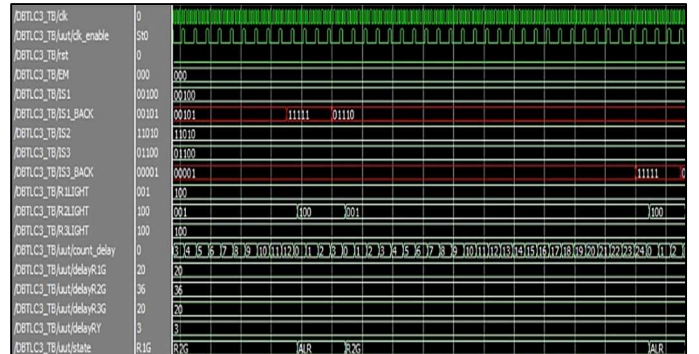 /DBTLC3_TB/clk 0
/DBTLC3_TB/uut/clk_enable St0
/DBTLC3_TB/rst 0
/DBTLC3_TB/EM 000 000
/DBTLC3_TB/IS1 00100 00100
/DBTLC3_TB/IS1_BACK 00101 00101 11111 01110
/DBTLC3_TB/IS2 11010 11010
/DBTLC3_TB/IS3 01100 01100
/DBTLC3_TB/IS3_BACK 00001 00001 11111
/DBTLC3_TB/R1LIGHT 001 100
/DBTLC3_TB/R2LIGHT 100 001 100 001 100
/DBTLC3_TB/R3LIGHT 100 100
/DBTLC3_TB/uut/count_delay 0 3 4 5 6 7 8 9 10 11 12 0 1 2 3 0 1 2 3 4 5 6 7 8 9 10 11 12 13 14 15 16 17 18 19 20 21 22 23 24 0 1 2
/DBTLC3_TB/uut/delayR1G 20 20
/DBTLC3_TB/uut/delayR2G 36 36
/DBTLC3_TB/uut/delayR3G 20 20
/DBTLC3_TB/uut/delayRY 3 3
/DBTLC3_TB/uut/state R1G R2G ALR R2G ALR